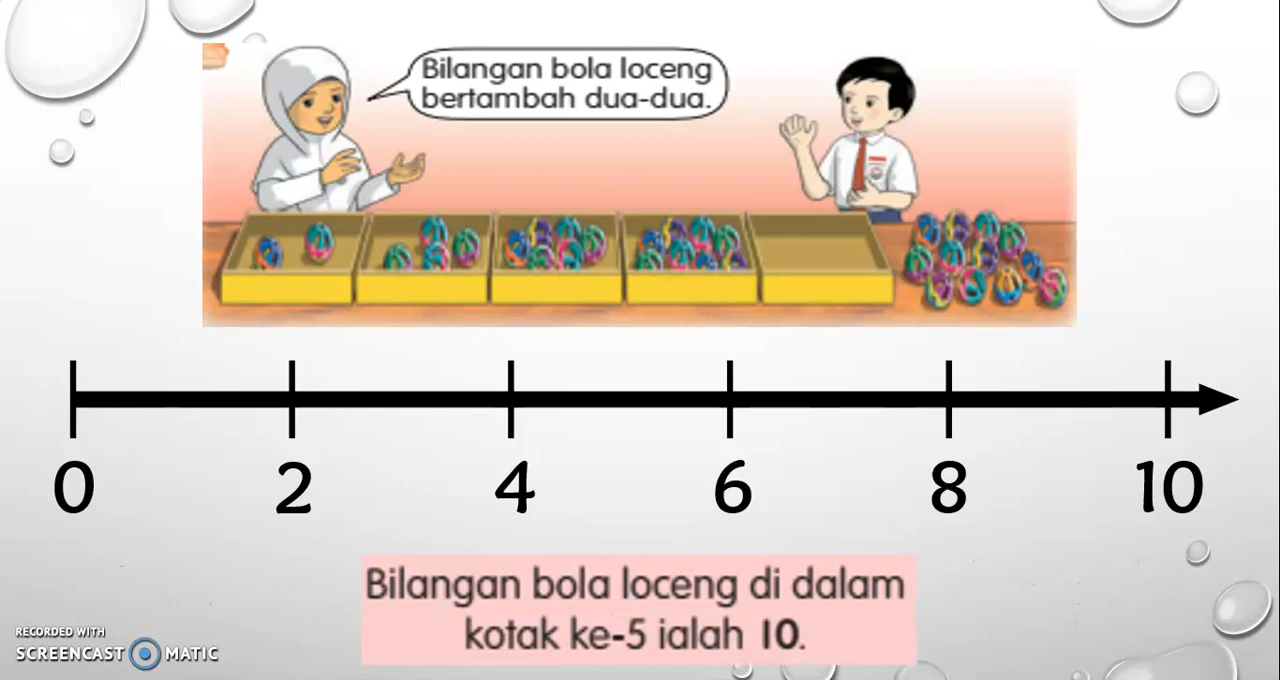 Bilangan bola loceng
bertambah dua-dua.
0 2 4 6 8 10
Bilangan bola loceng di dalam
kotak ke-5 ialah 10.
RECORDED WITH
SCREENCAST MATIC